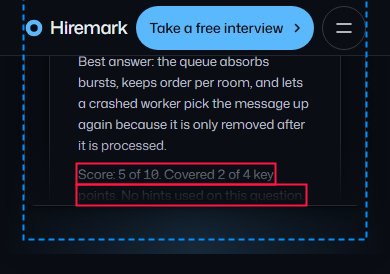 Hiremark
Take a free interview
Best answer: the queue absorbs
bursts, keeps order per room, and lets
a crashed worker pick the message up
again because it is only removed after
it is processed.
Score: 5 of 10. Covered 2 of 4 key
points. No hints used on this question.